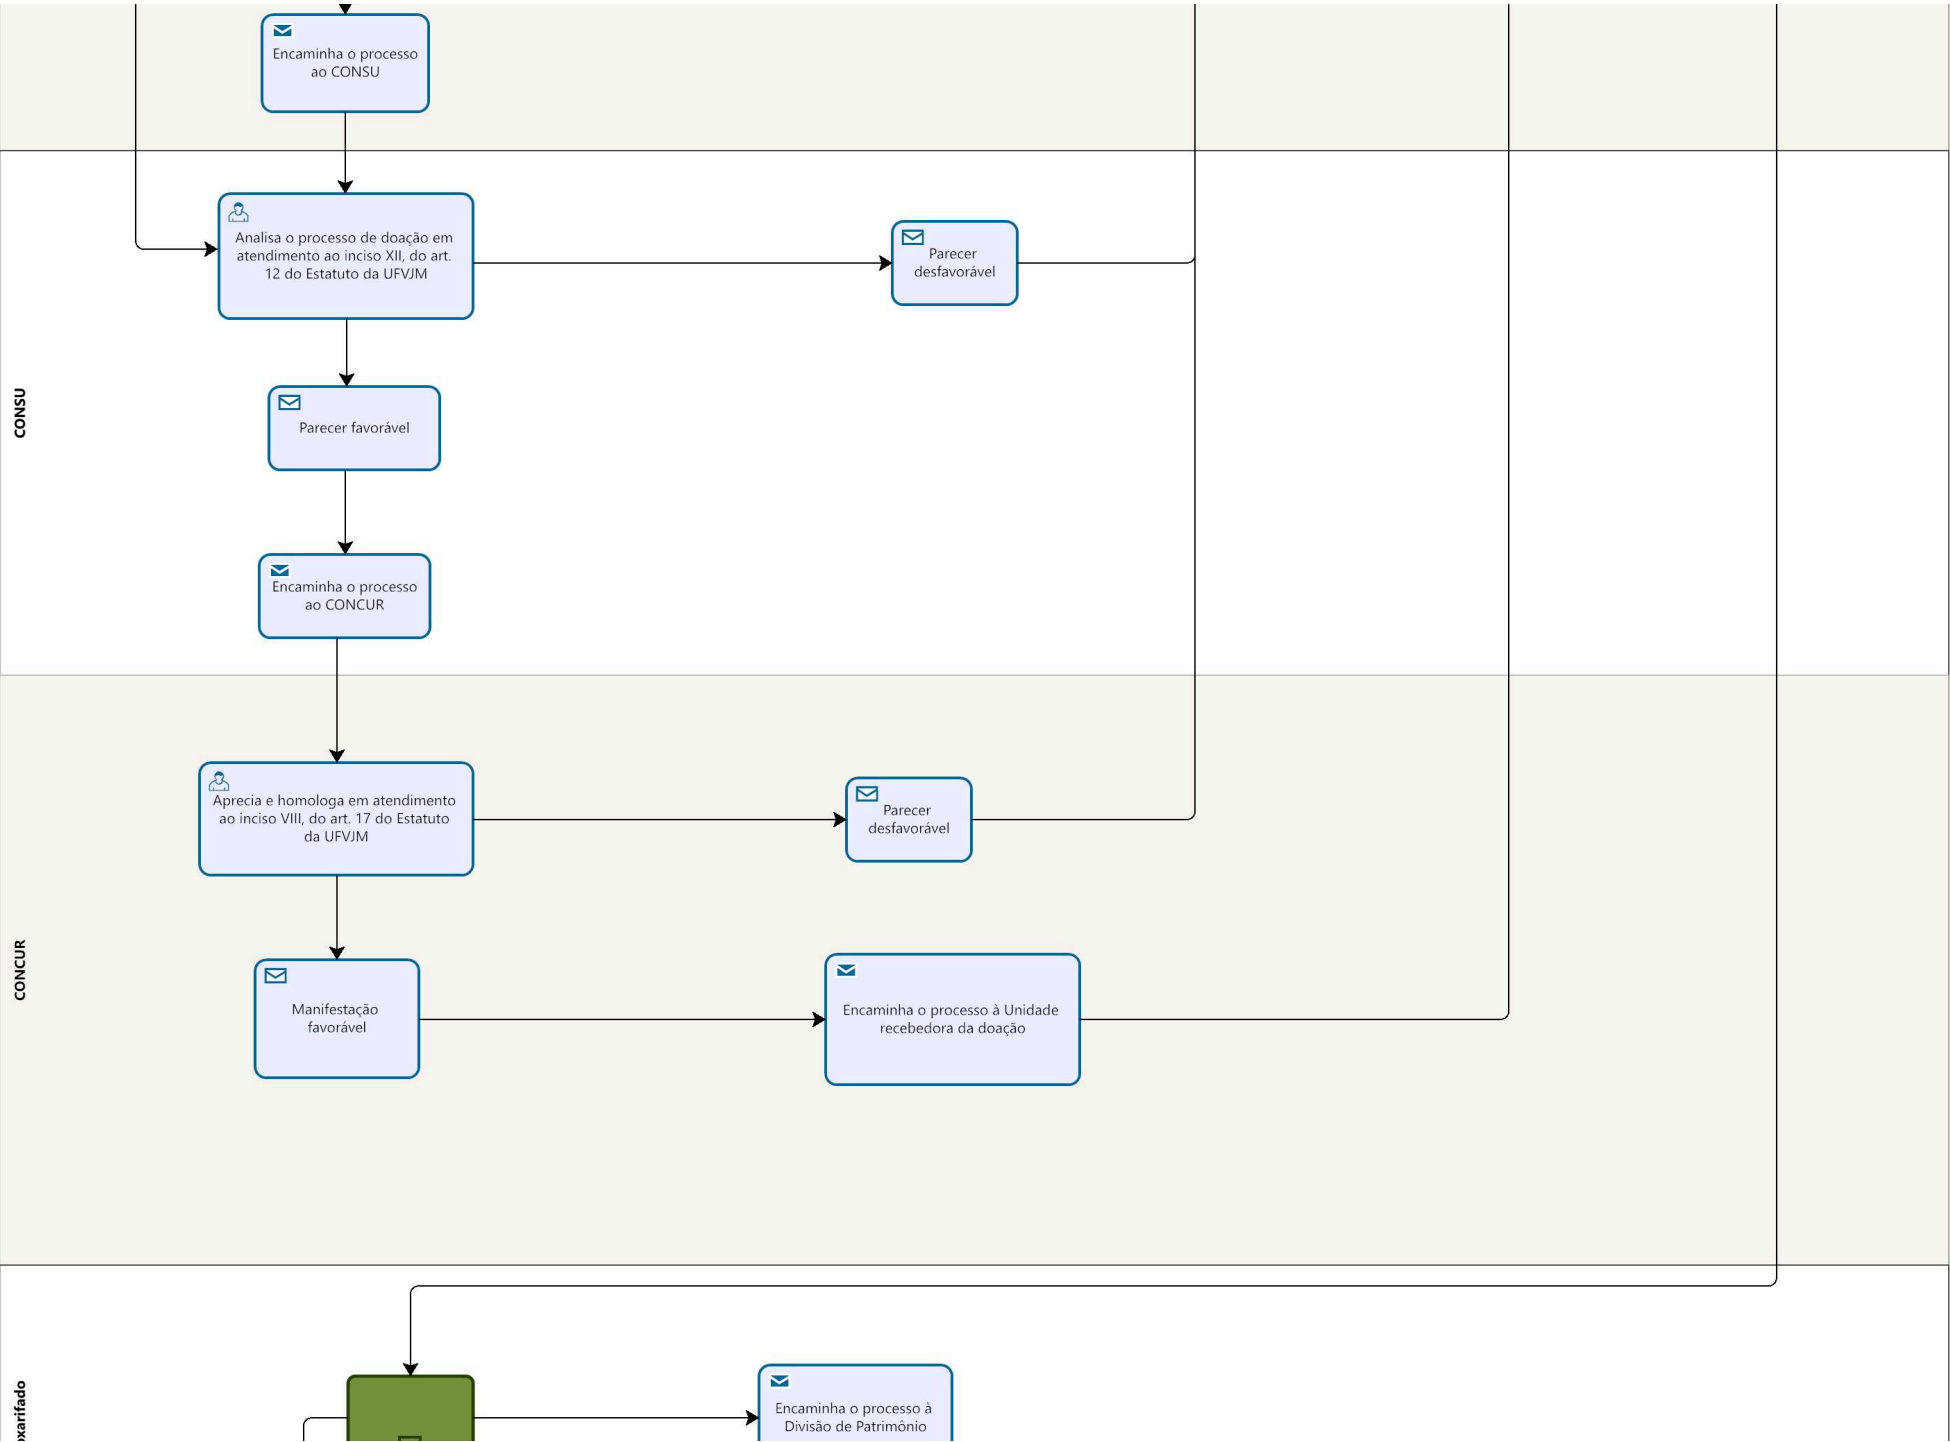 Encaminha o processo
ao CONSU
CONSU
Analisa o processo de doação em
atendimento ao inciso XII, do art.
12 do Estatuto da UFVJM
Parecer
desfavorável
Parecer favorável
Encaminha o processo
ao CONCUR
CONCUR
Aprecia e homologa em atendimento
ao inciso VIII, do art. 17 do Estatuto
da UFVJM
Parecer
desfavorável
Manifestação
favorável
Encaminha o processo à Unidade
recebedora da doação
oxarifado
Encaminha o processo à
Divisão de Patrimônio